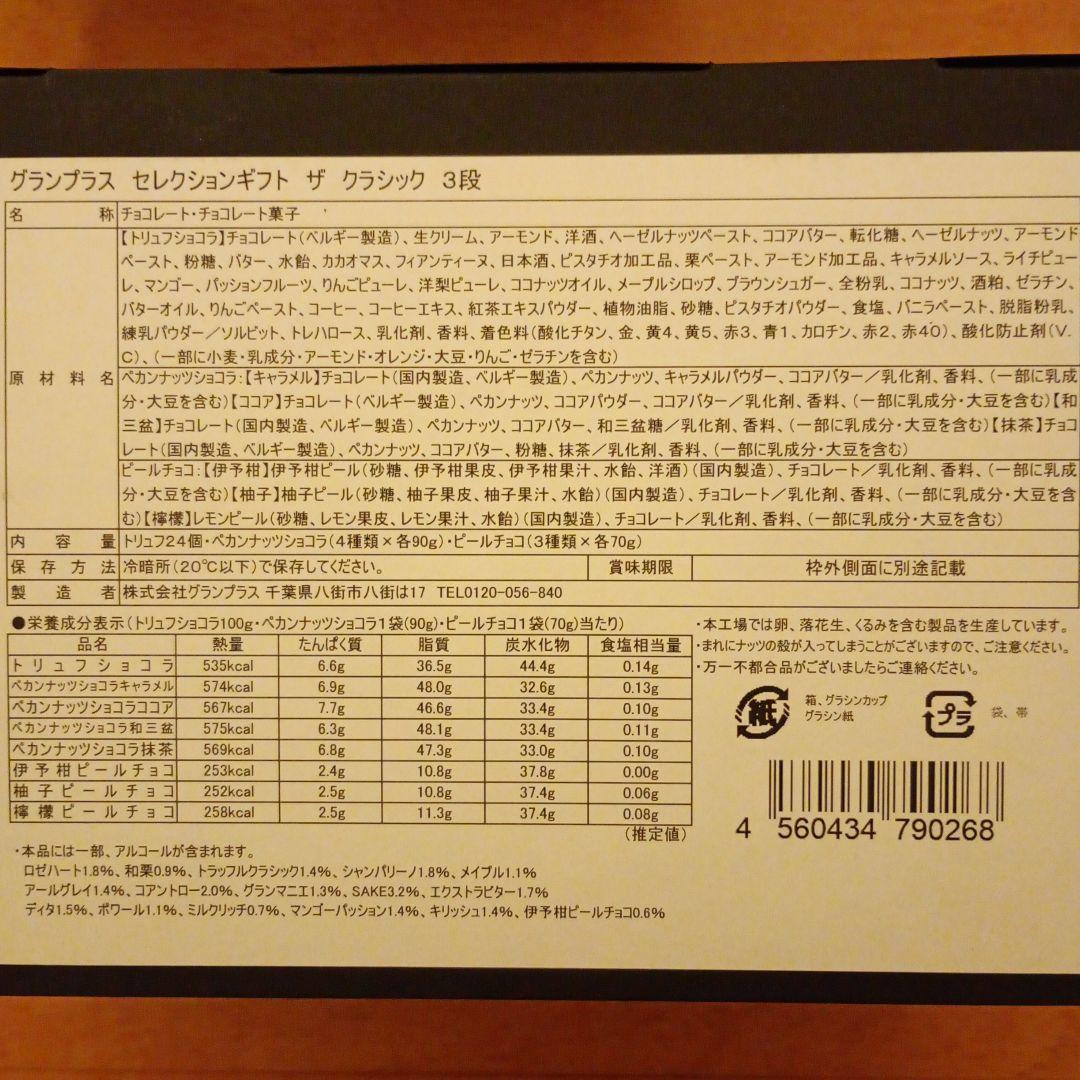 グランプラス セレクションギフト ザ クラシック 3段
名称 チョコレート・チョコレート菓子
原材料名
【トリュフショコラ】チョコレート(ベルギー製造)、生クリーム、アーモンド、洋酒、ヘーゼルナッツペースト、ココアバター、転化糖、ヘーゼルナッツ、アーモンド
ペースト、粉糖、バター、水飴、カカオマス、フィアンティーヌ、日本酒、ピスタチオ加工品、栗ペースト、アーモンド加工品、キャラメルソース、ライチピュー
レ、マンゴー、パッションフルーツ、りんごピューレ、洋梨ピューレ、ココナッツオイル、メープルシロップ、ブラウンシュガー、全粉乳、ココナッツ、酒粕、ゼラチン、
バターオイル、りんごペースト、コーヒー、コーヒーエキス、紅茶エキスパウダー、植物油脂、砂糖、ピスタチオパウダー、食塩、バニラペースト、脱脂粉乳、
練乳パウダー/ソルビット、トレハロース、乳化剤、香料、着色料(酸化チタン、金、黄4、黄5、赤3、青1、カロチン、赤2、赤40)、酸化防止剤(V.
C)、(一部に小麦・乳成分・アーモンド・オレンジ・大豆・りんご・ゼラチンを含む)
ペカンナッツショコラ:【キャラメル】チョコレート(国内製造、ベルギー製造)、ペカンナッツ、キャラメルパウダー、ココアバター/乳化剤、香料、(一部に乳成
分・大豆を含む)【ココア】チョコレート(ベルギー製造)、ペカンナッツ、ココアパウダー、ココアバター/乳化剤、香料、(一部に乳成分・大豆を含む)【和
三盆】チョコレート(国内製造、ベルギー製造)、ペカンナッツ、ココアバター、和三盆糖/乳化剤、香料、(一部に乳成分・大豆を含む)【抹茶】チョコ
レート(国内製造、ベルギー製造)、ペカンナッツ、ココアバター、粉糖、抹茶/乳化剤、香料、(一部に乳成分・大豆を含む)
ピールチョコ:【伊予柑】伊予柑ピール(砂糖、伊予柑果皮、伊予柑果汁、水飴、洋酒)(国内製造)、チョコレート/乳化剤、香料、(一部に乳成
分・大豆を含む)【柚子】柚子ピール(砂糖、柚子果皮、柚子果汁、水飴)(国内製造)、チョコレート/乳化剤、香料、(一部に乳成分・大豆を含
む)【檸檬】レモンピール(砂糖、レモン果皮、レモン果汁、水飴)(国内製造)、チョコレート/乳化剤、香料、(一部に乳成分・大豆を含む)
内容量 トリュフ24個・ペカンナッツショコラ(4種類×各90g)・ピールチョコ(3種類×各70g)
保存方法 冷暗所(20℃以下)で保存してください。 賞味期限 枠外側面に別途記載
製造者 株式会社グランプラス 千葉県八街市八街は17 TEL0120-056-840
●栄養成分表示(トリュフショコラ100g・ペカンナッツショコラ1袋(90g)・ピールチョコ1袋(70g)当たり)
品名 熱量 たんぱく質 脂質 炭水化物 食塩相当量
トリュフショコラ 535kcal 6.6g 36.5g 44.4g 0.14g
ペカンナッツショコラキャラメル 574kcal 6.9g 48.0g 32.6g 0.13g
ペカンナッツショコラココア 567kcal 7.7g 46.6g 33.4g 0.10g
ペカンナッツショコラ和三盆 575kcal 6.3g 48.1g 33.4g 0.11g
ペカンナッツショコラ抹茶 569kcal 6.8g 47.3g 33.0g 0.10g
伊予柑ピールチョコ 253kcal 2.4g 10.8g 37.8g 0.00g
柚子ピールチョコ 252kcal 2.5g 10.8g 37.4g 0.06g
檸檬ピールチョコ 258kcal 2.5g 11.3g 37.4g 0.08g
(推定値)
・本品には一部、アルコールが含まれます。
ロゼハート1.8%、和栗0.9%、トラッフルクラシック1.4%、シャンパリーノ1.8%、メイプル1.1%
アールグレイ1.4%、コアントロー2.0%、グランマニエ1.3%、SAKE3.2%、エクストラビター1.7%
ディタ1.5%、ポワール1.1%、ミルクリッチ0.7%、マンゴーパッション1.4%、キリッシュ1.4%、伊予柑ピールチョコ0.6%
・本工場では卵、落花生、くるみを含む製品を生産しています。
・まれにナッツの殻が入ってしまうことがございますので、ご注意ください。
・万一不都合品がございましたらご連絡ください。
紙 箱、グラシンカップ
グラシン紙
プラ 袋、帯
4 560434 790268